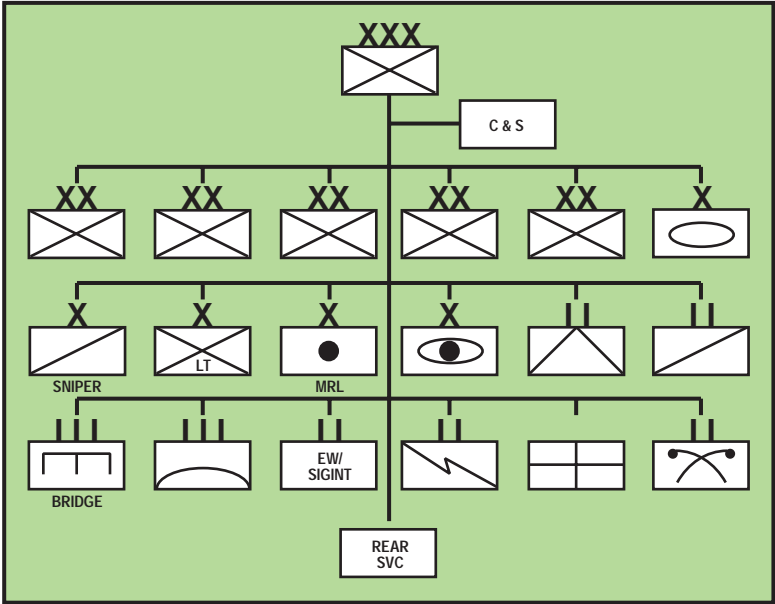 XXX
C & S
XX XX XX XX XX X
X X X X II II
LT
SNIPER MRL
III III II II II
EW/
SIGINT
BRIDGE
REAR
SVC